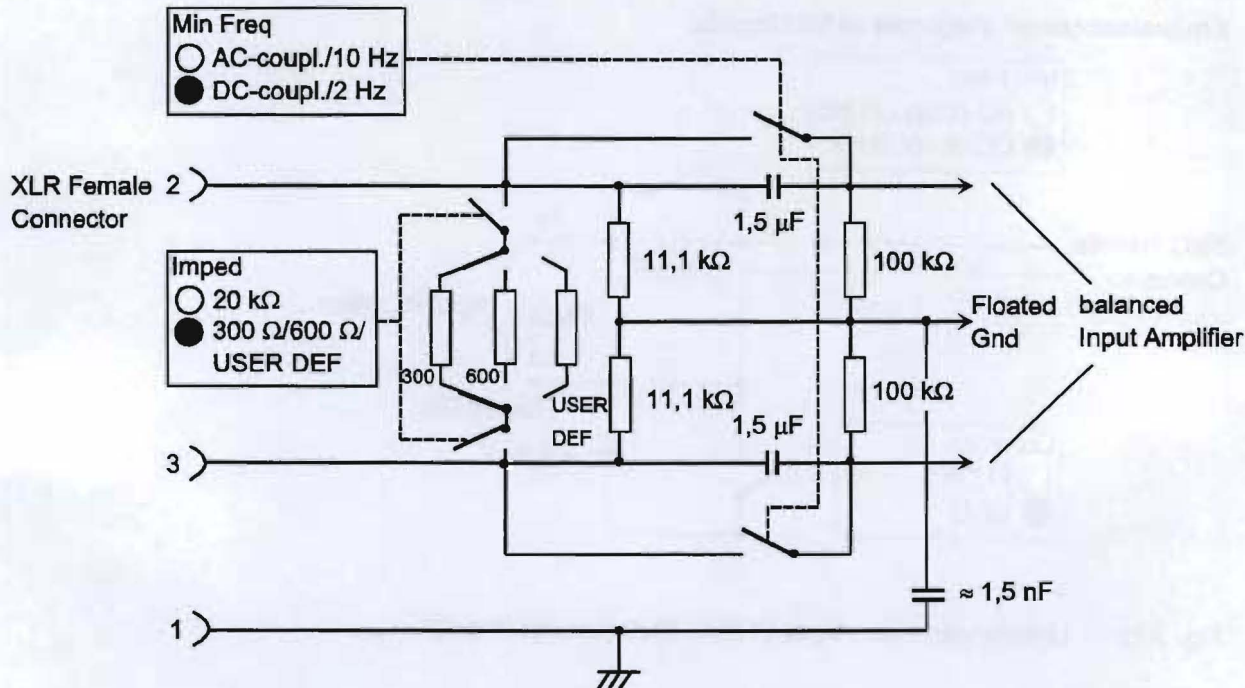 Min Freq
AC-coupl./10 Hz
DC-coupl./2 Hz
XLR Female 2
Connector
1,5 µF
11,1 kΩ
100 kΩ
Imped
20 kΩ
300 Ω/600 Ω/
USER DEF
Floated
Gnd
balanced
Input Amplifier
300
600
USER
DEF
11,1 kΩ
100 kΩ
1,5 µF
3
≈ 1,5 nF
1